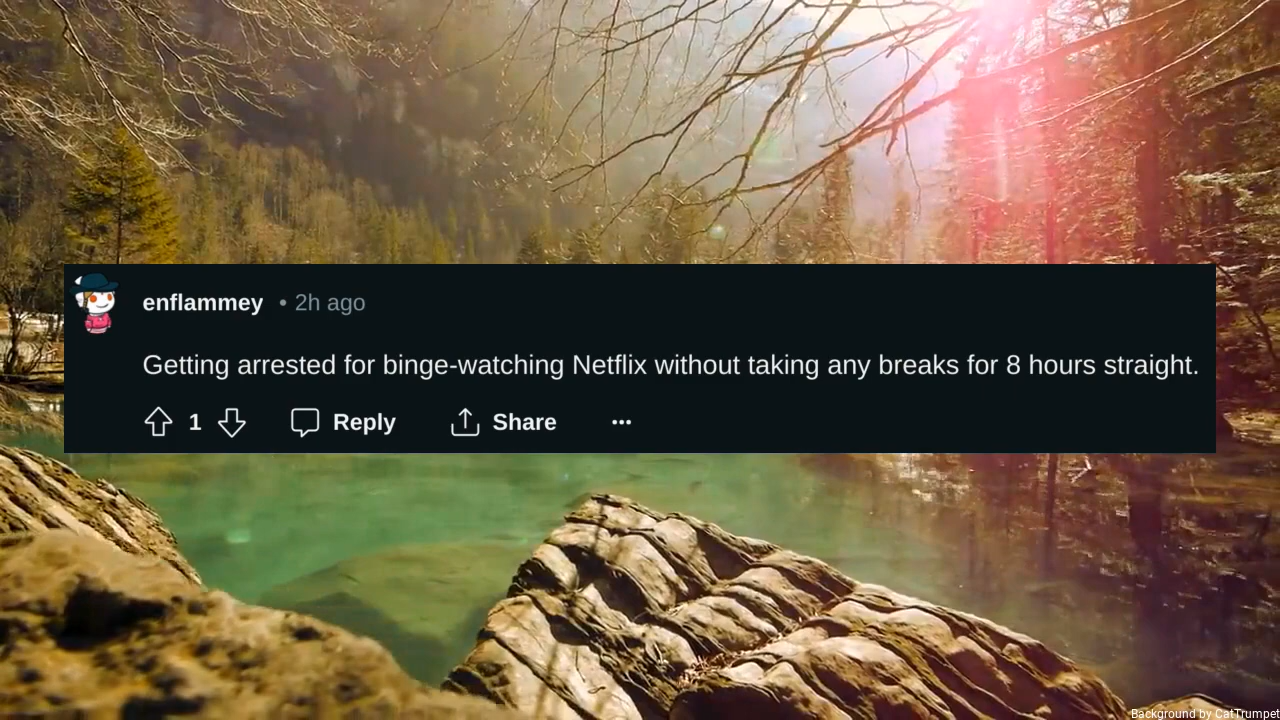 enflammey • 2h ago
Getting arrested for binge-watching Netflix without taking any breaks for 8 hours straight.
1 Reply Share
Background by CatTrumpet